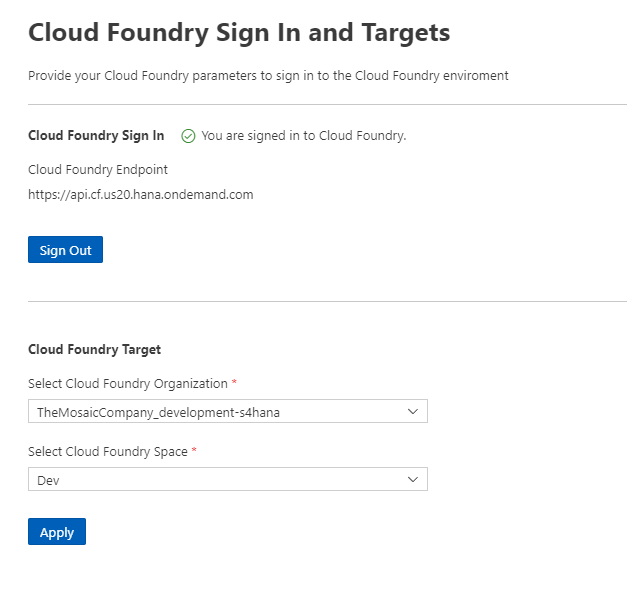 Cloud Foundry Sign In and Targets
Provide your Cloud Foundry parameters to sign in to the Cloud Foundry enviroment
Cloud Foundry Sign In You are signed in to Cloud Foundry.
Cloud Foundry Endpoint
https://api.cf.us20.hana.ondemand.com
Sign Out
Cloud Foundry Target
Select Cloud Foundry Organization *
TheMosaicCompany_development-s4hana
Select Cloud Foundry Space *
Dev
Apply